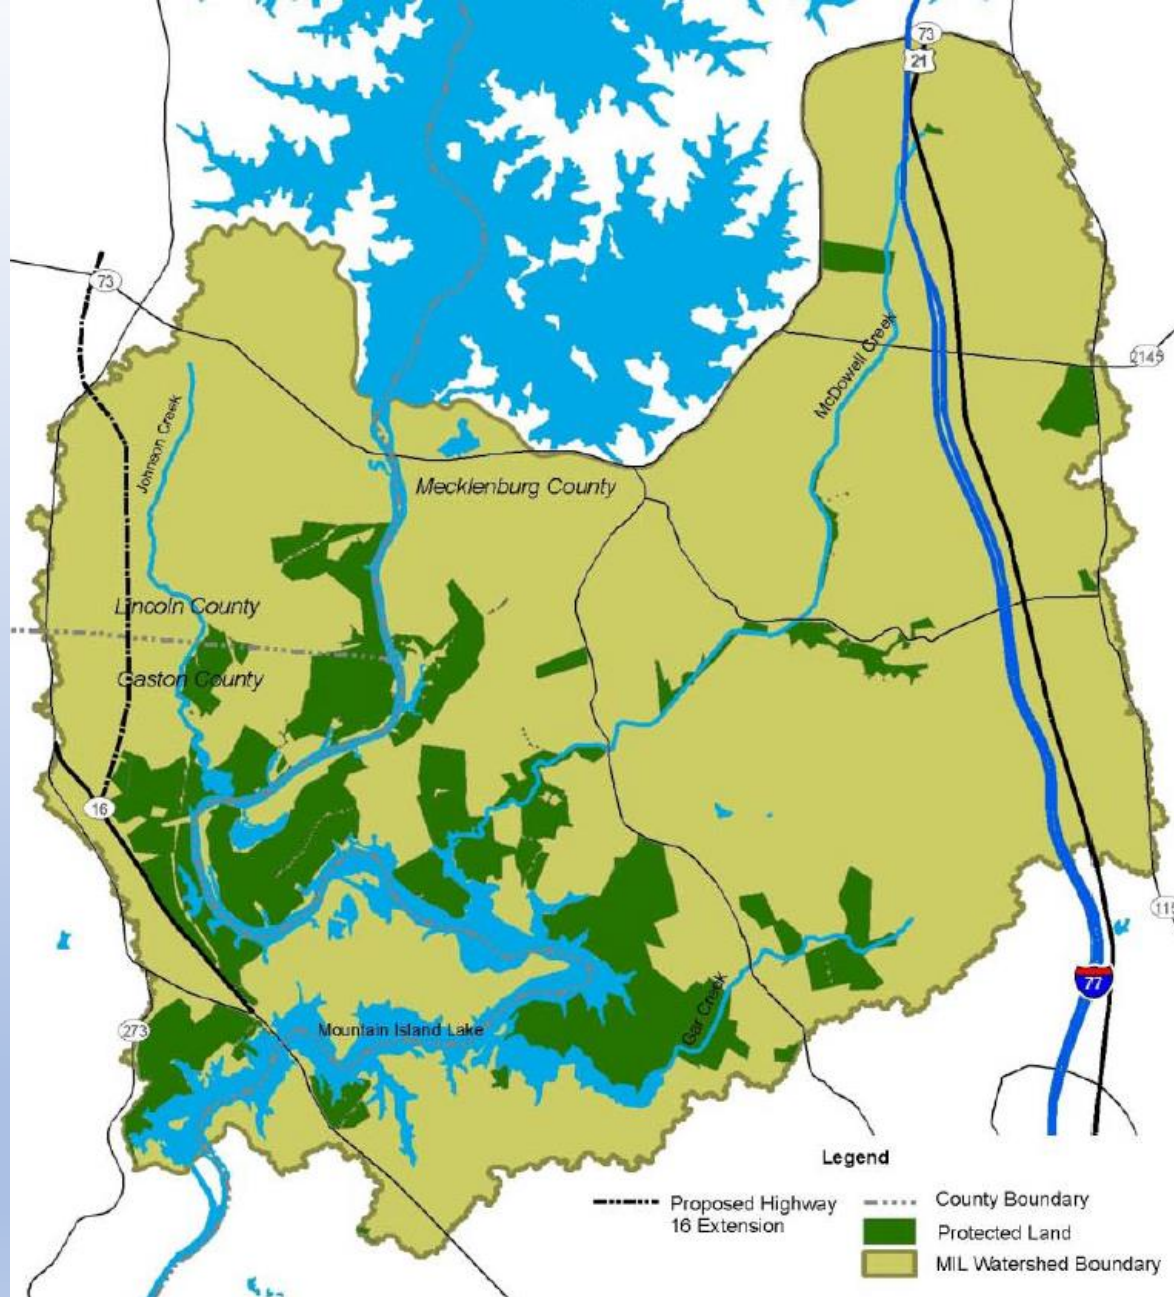 73
21
73
2145
McDowell Creek
Johnson Creek
Mecklenburg County
Lincoln County
Gaston County
16
115
77
Gar Creek
Mountain Island Lake
273
Legend
Proposed Highway
16 Extension
County Boundary
Protected Land
MIL Watershed Boundary